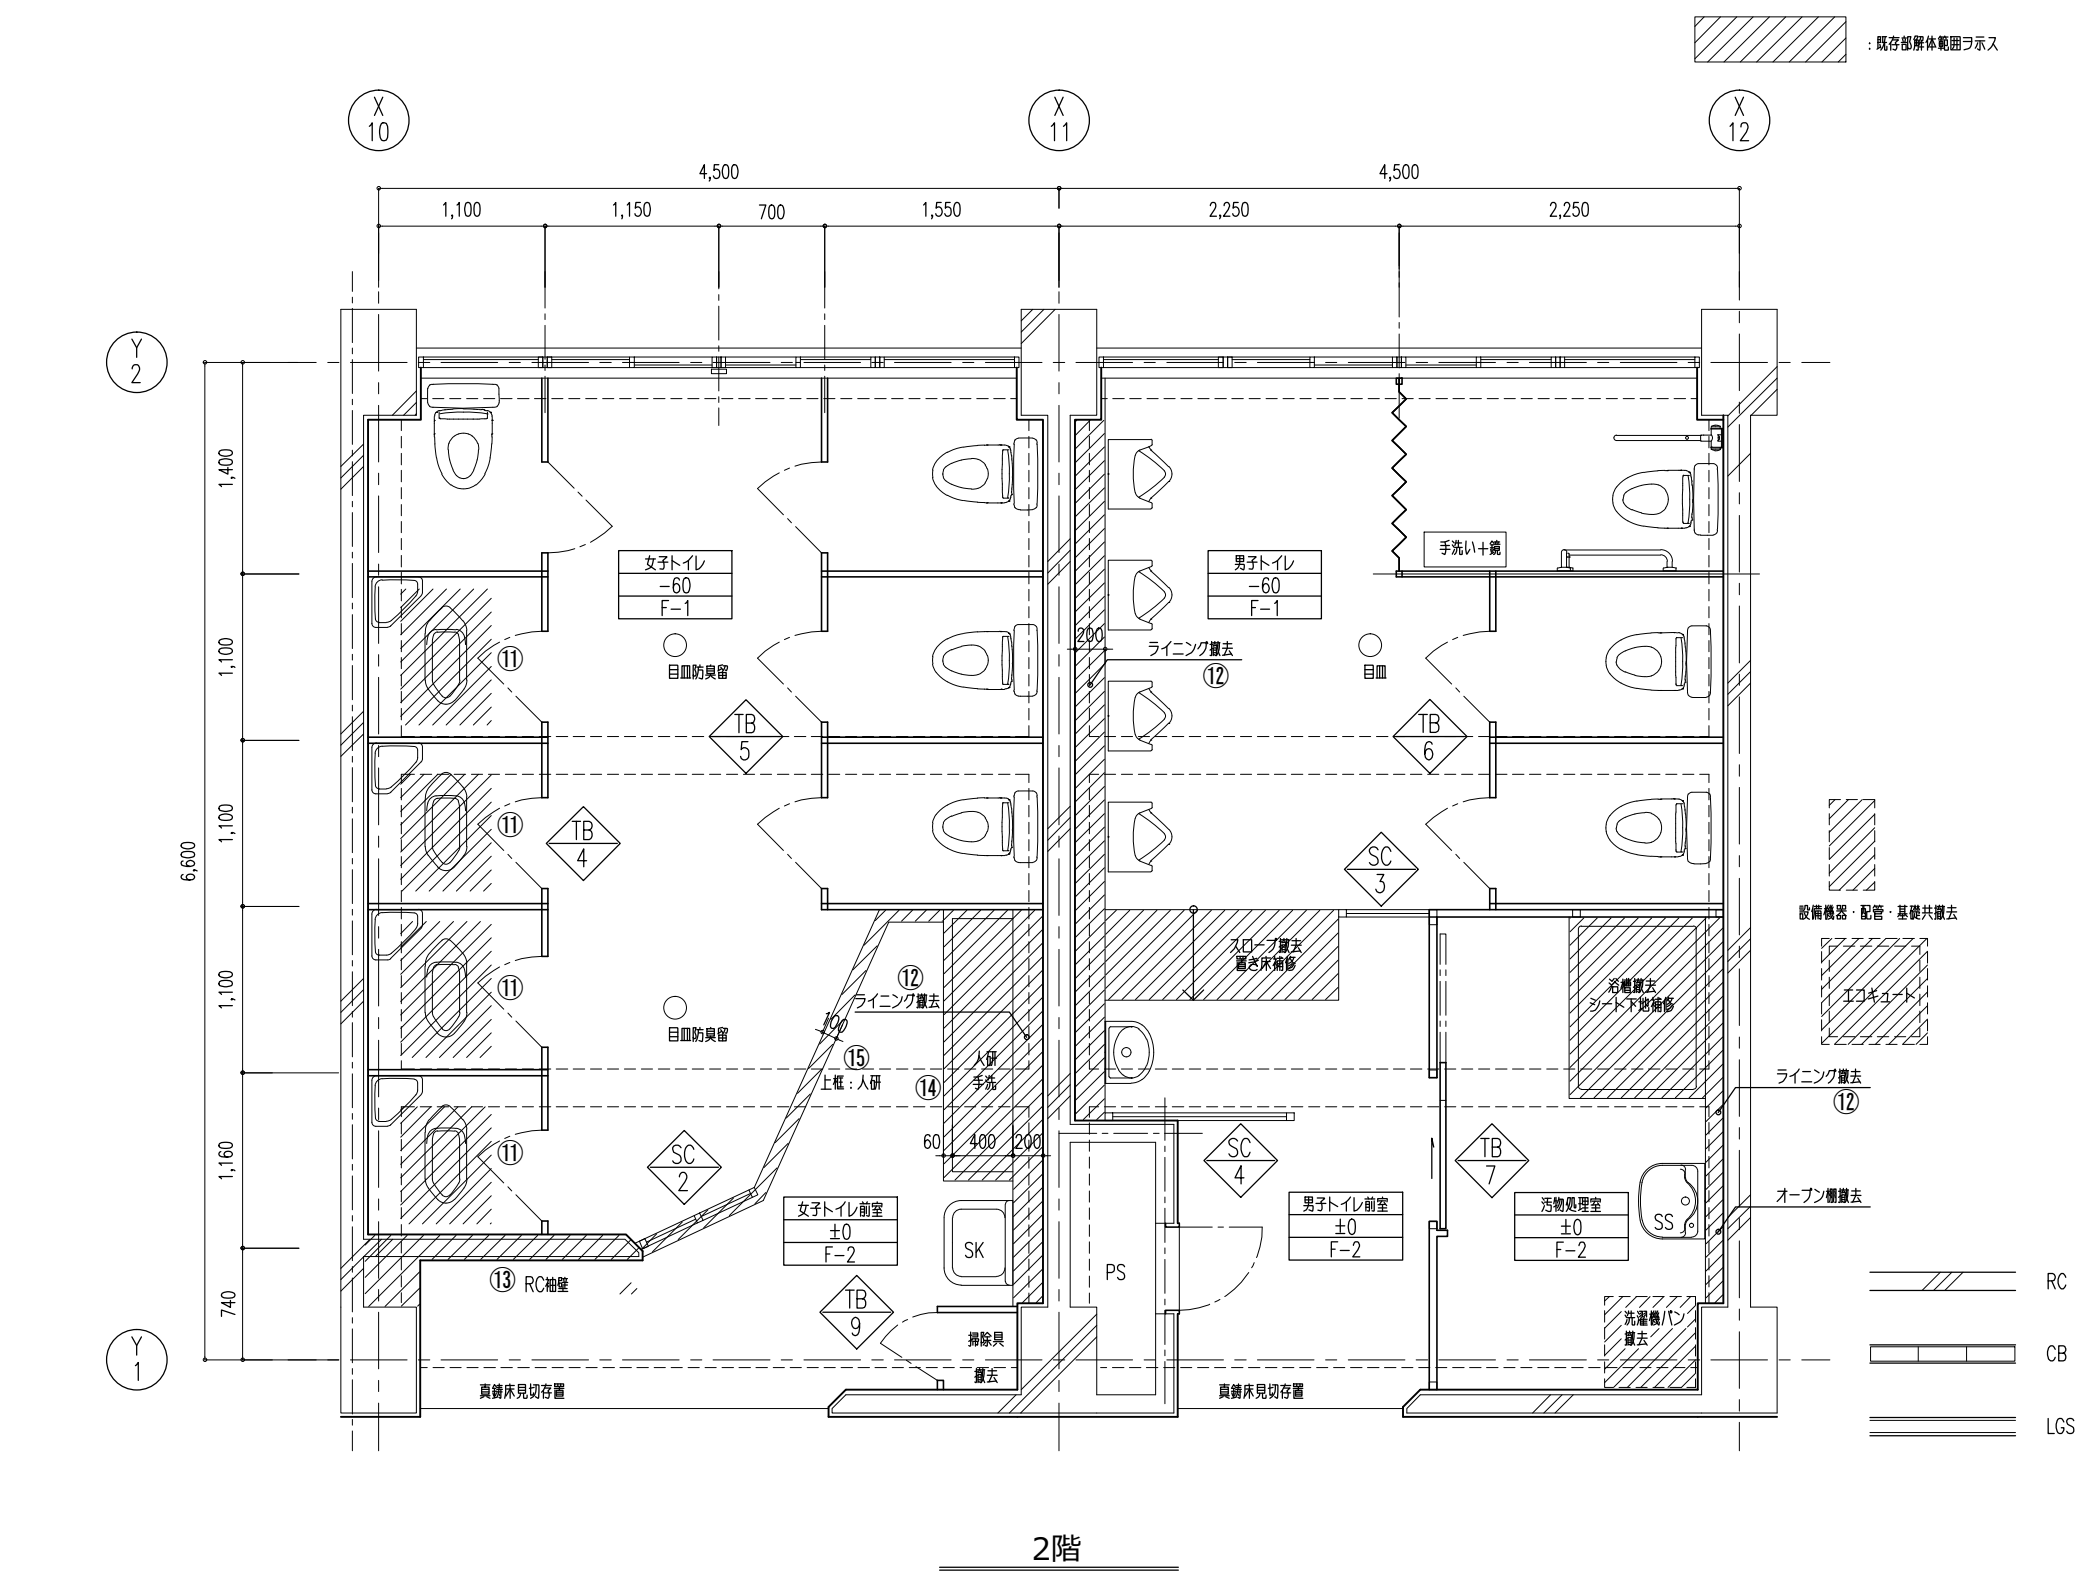 ：既存部解体範囲ヲ示ス
X
10
X
11
X
12
4,500
4,500
1,100
1,150
700
1,550
2,250
2,250
Y
2
1,400
1,100
1,100
6,600
1,100
1,160
740
Y
1
女子トイレ
-60
F-1
男子トイレ
-60
F-1
手洗い＋鏡
⑪
目皿防臭留
200
ライニング撤去
⑫
目皿
TB
5
TB
6
⑪
TB
4
SC
3
設備機器・配管・基礎共撤去
スロープ撤去
置き床補修
⑫
ライニング撤去
⑪
浴槽撤去
シート下地補修
エコキュート
目皿防臭留
100
⑮
上框：人研
⑭
人研
手洗
ライニング撤去
⑫
60
400
200
⑪
SC
2
SC
4
TB
7
オープン棚撤去
女子トイレ前室
±0
F-2
男子トイレ前室
±0
F-2
汚物処理室
±0
F-2
SS
SK
PS
⑬
RC袖壁
RC
TB
9
掃除具
撤去
洗濯機パン
撤去
CB
真鋳床見切存置
真鋳床見切存置
LGS
2階